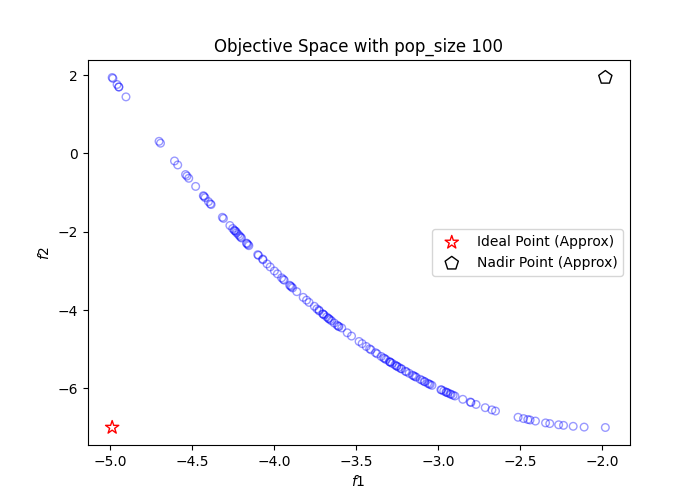 Objective Space with pop_size 100
2
0
−2
−4
−6
f2
Ideal Point (Approx)
Nadir Point (Approx)
−5.0 −4.5 −4.0 −3.5 −3.0 −2.5 −2.0
f1